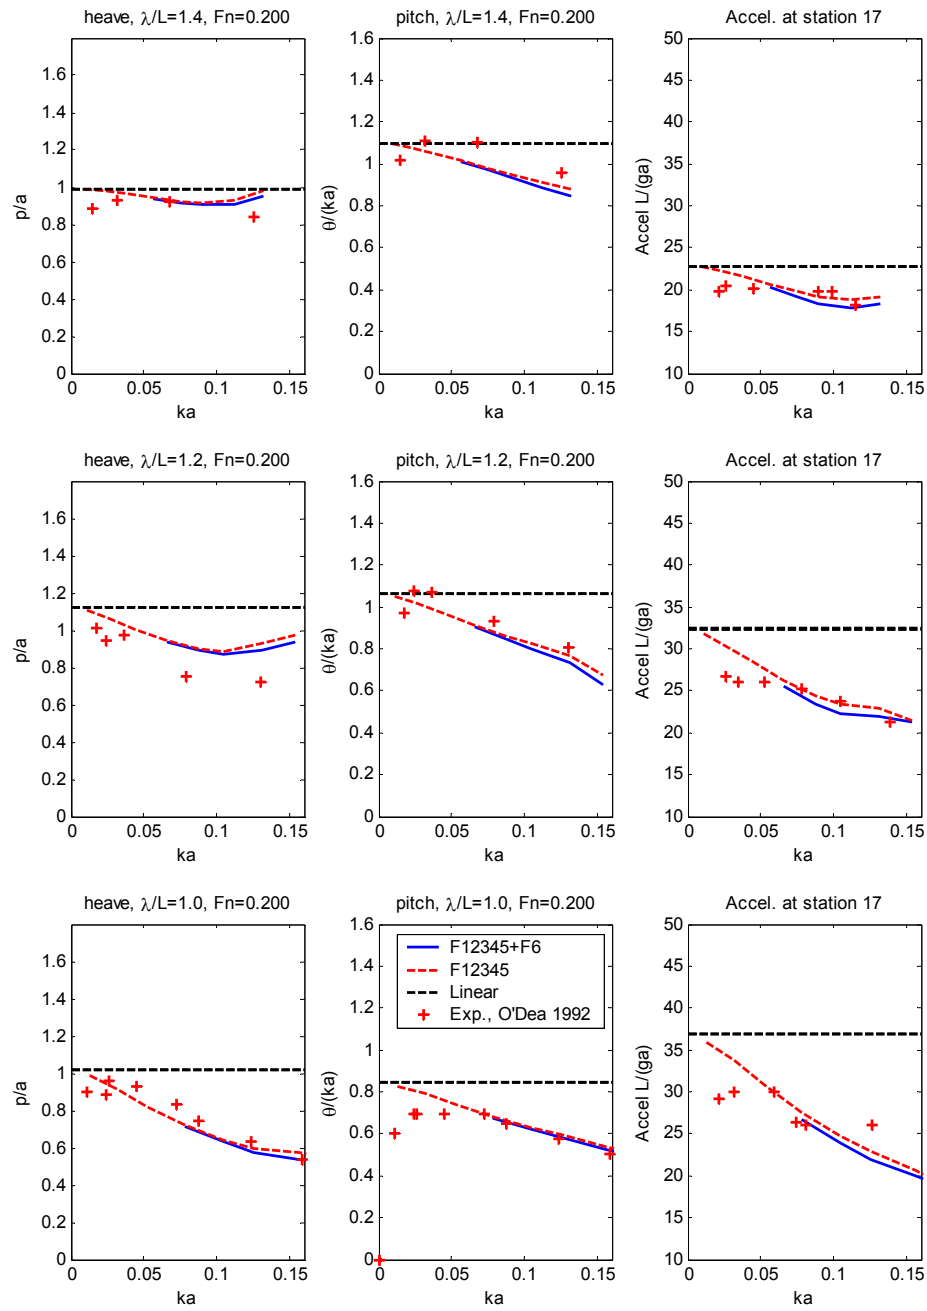 heave, λ/L=1.4, Fn=0.200
pitch, λ/L=1.4, Fn=0.200
Accel. at station 17
p/a
1.6
1.4
1.2
1
0.8
0.6
0.4
0.2
0
0 0.05 0.1 0.15
ka
θ/(ka)
1.6
1.4
1.2
1
0.8
0.6
0.4
0.2
0
0 0.05 0.1 0.15
ka
Accel L/(ga)
50
45
40
35
30
25
20
15
10
0 0.05 0.1 0.15
ka
heave, λ/L=1.2, Fn=0.200
pitch, λ/L=1.2, Fn=0.200
Accel. at station 17
p/a
1.6
1.4
1.2
1
0.8
0.6
0.4
0.2
0
0 0.05 0.1 0.15
ka
θ/(ka)
1.6
1.4
1.2
1
0.8
0.6
0.4
0.2
0
0 0.05 0.1 0.15
ka
Accel L/(ga)
50
45
40
35
30
25
20
15
10
0 0.05 0.1 0.15
ka
heave, λ/L=1.0, Fn=0.200
pitch, λ/L=1.0, Fn=0.200
Accel. at station 17
p/a
1.6
1.4
1.2
1
0.8
0.6
0.4
0.2
0
0 0.05 0.1 0.15
ka
θ/(ka)
1.6
1.4
1.2
1
0.8
0.6
0.4
0.2
0
F12345+F6
F12345
Linear
Exp., O'Dea 1992
0 0.05 0.1 0.15
ka
Accel L/(ga)
50
45
40
35
30
25
20
15
10
0 0.05 0.1 0.15
ka